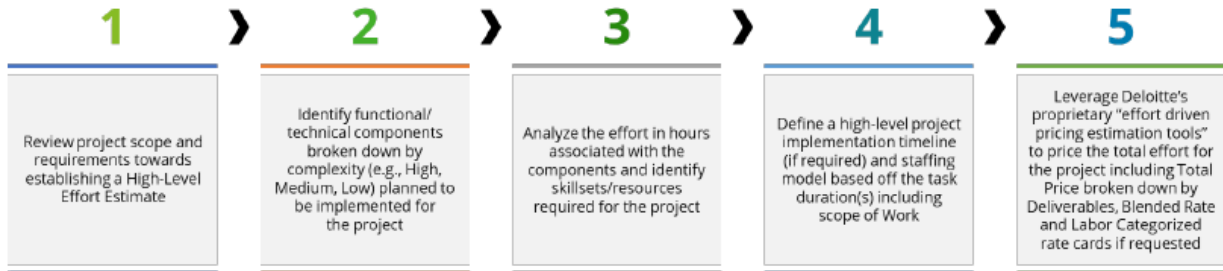 1
2
3
4
5
Review project scope and
requirements towards
establishing a High-Level
Effort Estimate
Identify functional/
technical components
broken down by
complexity (e.g., High,
Medium, Low) planned to
be implemented for
the project
Analyze the effort in hours
associated with the
components and identify
skillsets/resources
required for the project
Define a high-level project
implementation timeline
(if required) and staffing
model based off the task
duration(s) including
scope of Work
Leverage Deloitte's
proprietary “effort driven
pricing estimation tools”
to price the total effort for
the project including Total
Price broken down by
Deliverables, Blended Rate
and Labor Categorized
rate cards if requested